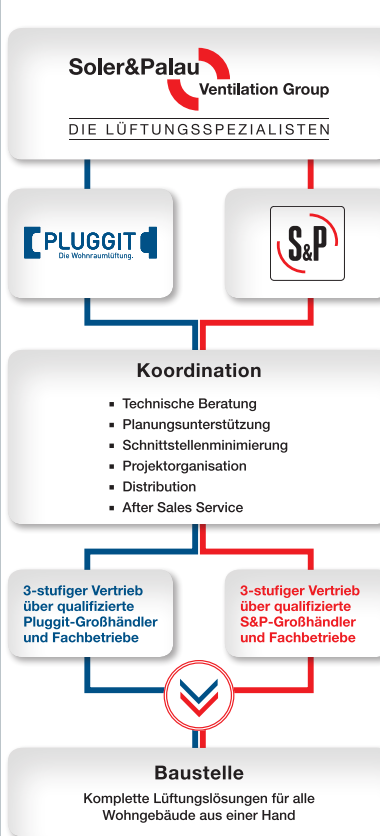 Soler&Palau
Ventilation Group
DIE LÜFTUNGSSPEZIALISTEN
PLUGGIT
Die Wohnraumlüftung.
S&P
Koordination
▪ Technische Beratung
▪ Planungsunterstützung
▪ Schnittstellenminimierung
▪ Projektorganisation
▪ Distribution
▪ After Sales Service
3-stufiger Vertrieb
über qualifizierte
Pluggit-Großhändler
und Fachbetriebe
3-stufiger Vertrieb
über qualifizierte
S&P-Großhändler
und Fachbetriebe
Baustelle
Komplette Lüftungslösungen für alle
Wohngebäude aus einer Hand